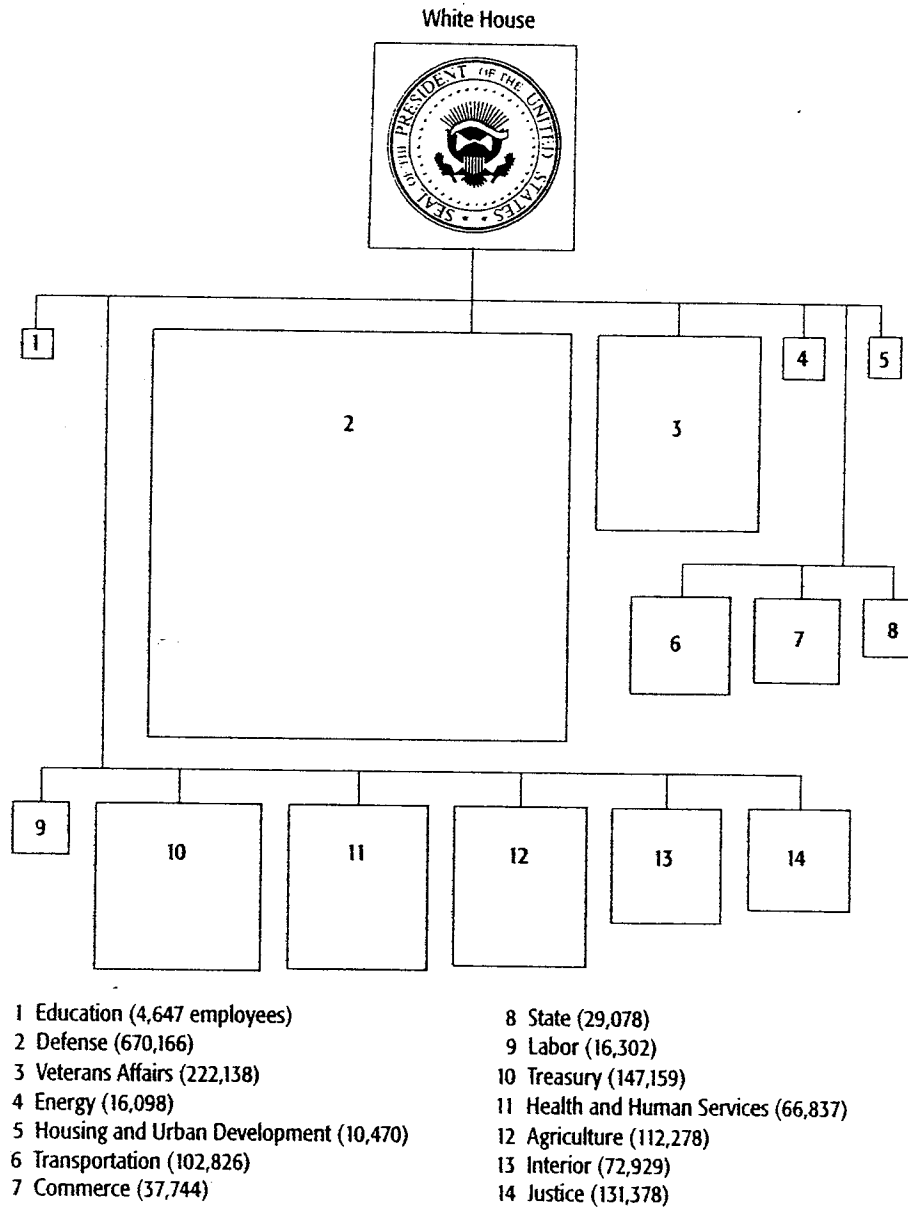 White House
SEAL OF THE PRESIDENT OF THE UNITED STATES
1
2
3
4
5
6
7
8
9
10
11
12
13
14
1 Education (4,647 employees)
2 Defense (670,166)
3 Veterans Affairs (222,138)
4 Energy (16,098)
5 Housing and Urban Development (10,470)
6 Transportation (102,826)
7 Commerce (37,744)
8 State (29,078)
9 Labor (16,302)
10 Treasury (147,159)
11 Health and Human Services (66,837)
12 Agriculture (112,278)
13 Interior (72,929)
14 Justice (131,378)